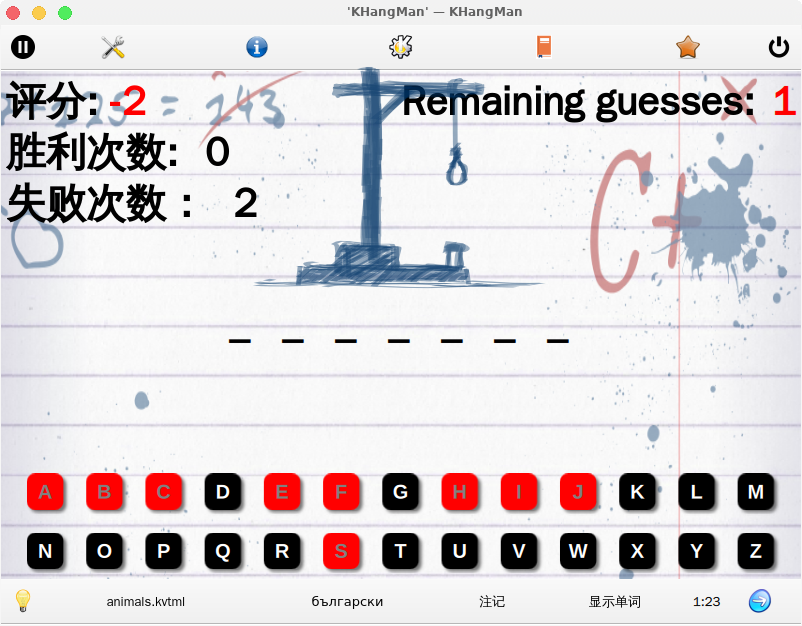 'KHangMan' — KHangMan
评分: -2
Remaining guesses: 1
胜利次数: 0
失败次数： 2
= 243
C+
_ _ _ _ _ _ _
A B C D E F G H I J K L M
N O P Q R S T U V W X Y Z
animals.kvtml български 注记 显示单词 1:23